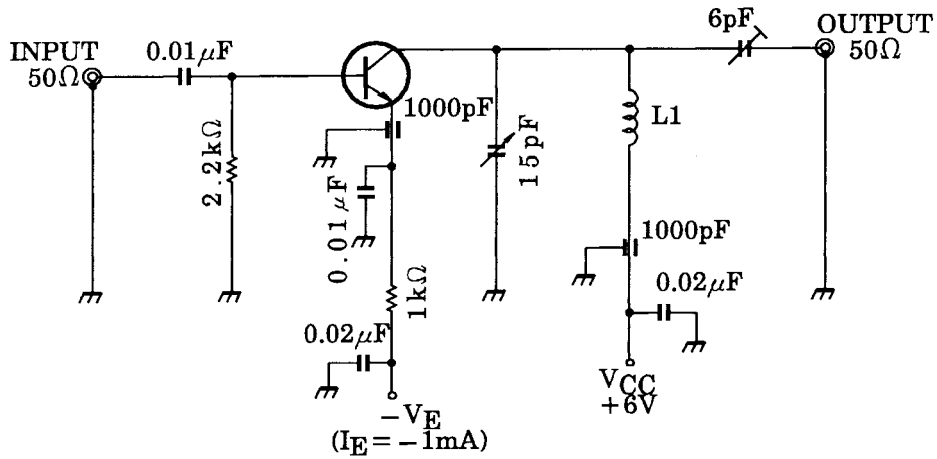 INPUT
50Ω
0.01μF
2.2kΩ
1000pF
0.01μF
1kΩ
0.02μF
−VE
(IE = −1mA)
15pF
6pF
OUTPUT
50Ω
L1
1000pF
0.02μF
VCC
+6V